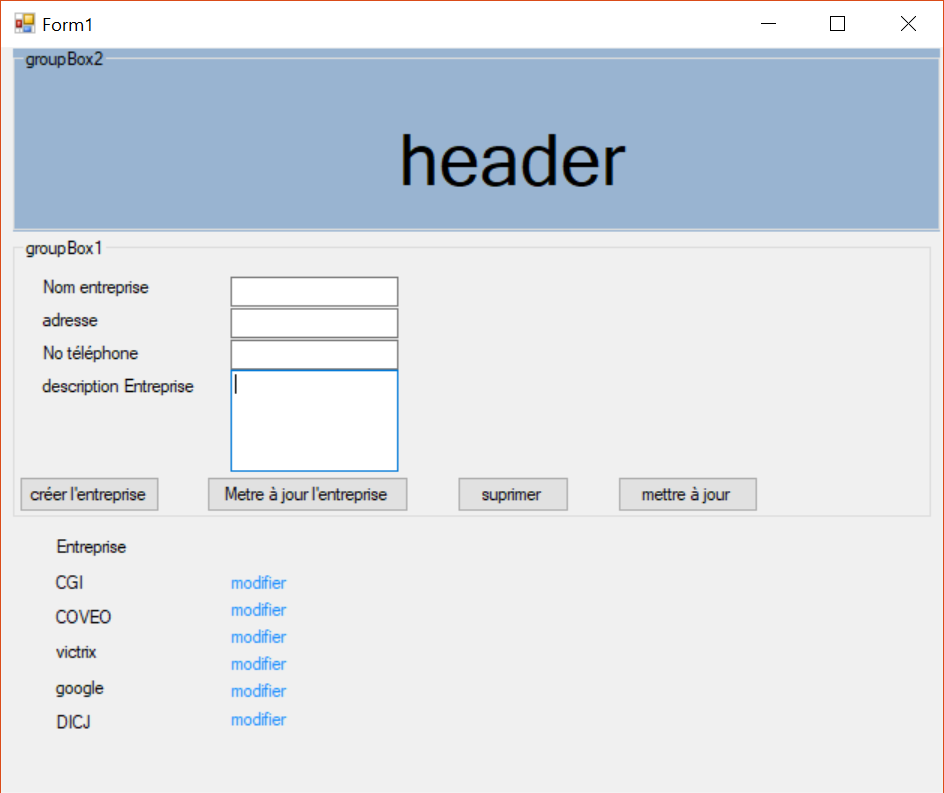 Form1
groupBox2
header
groupBox1
Nom entreprise
adresse
No téléphone
description Entreprise
créer l'entreprise
Metre à jour l'entreprise
suprimer
mettre à jour
Entreprise
CGI
modifier
COVEO
modifier
modifier
victrix
modifier
google
modifier
DICJ
modifier